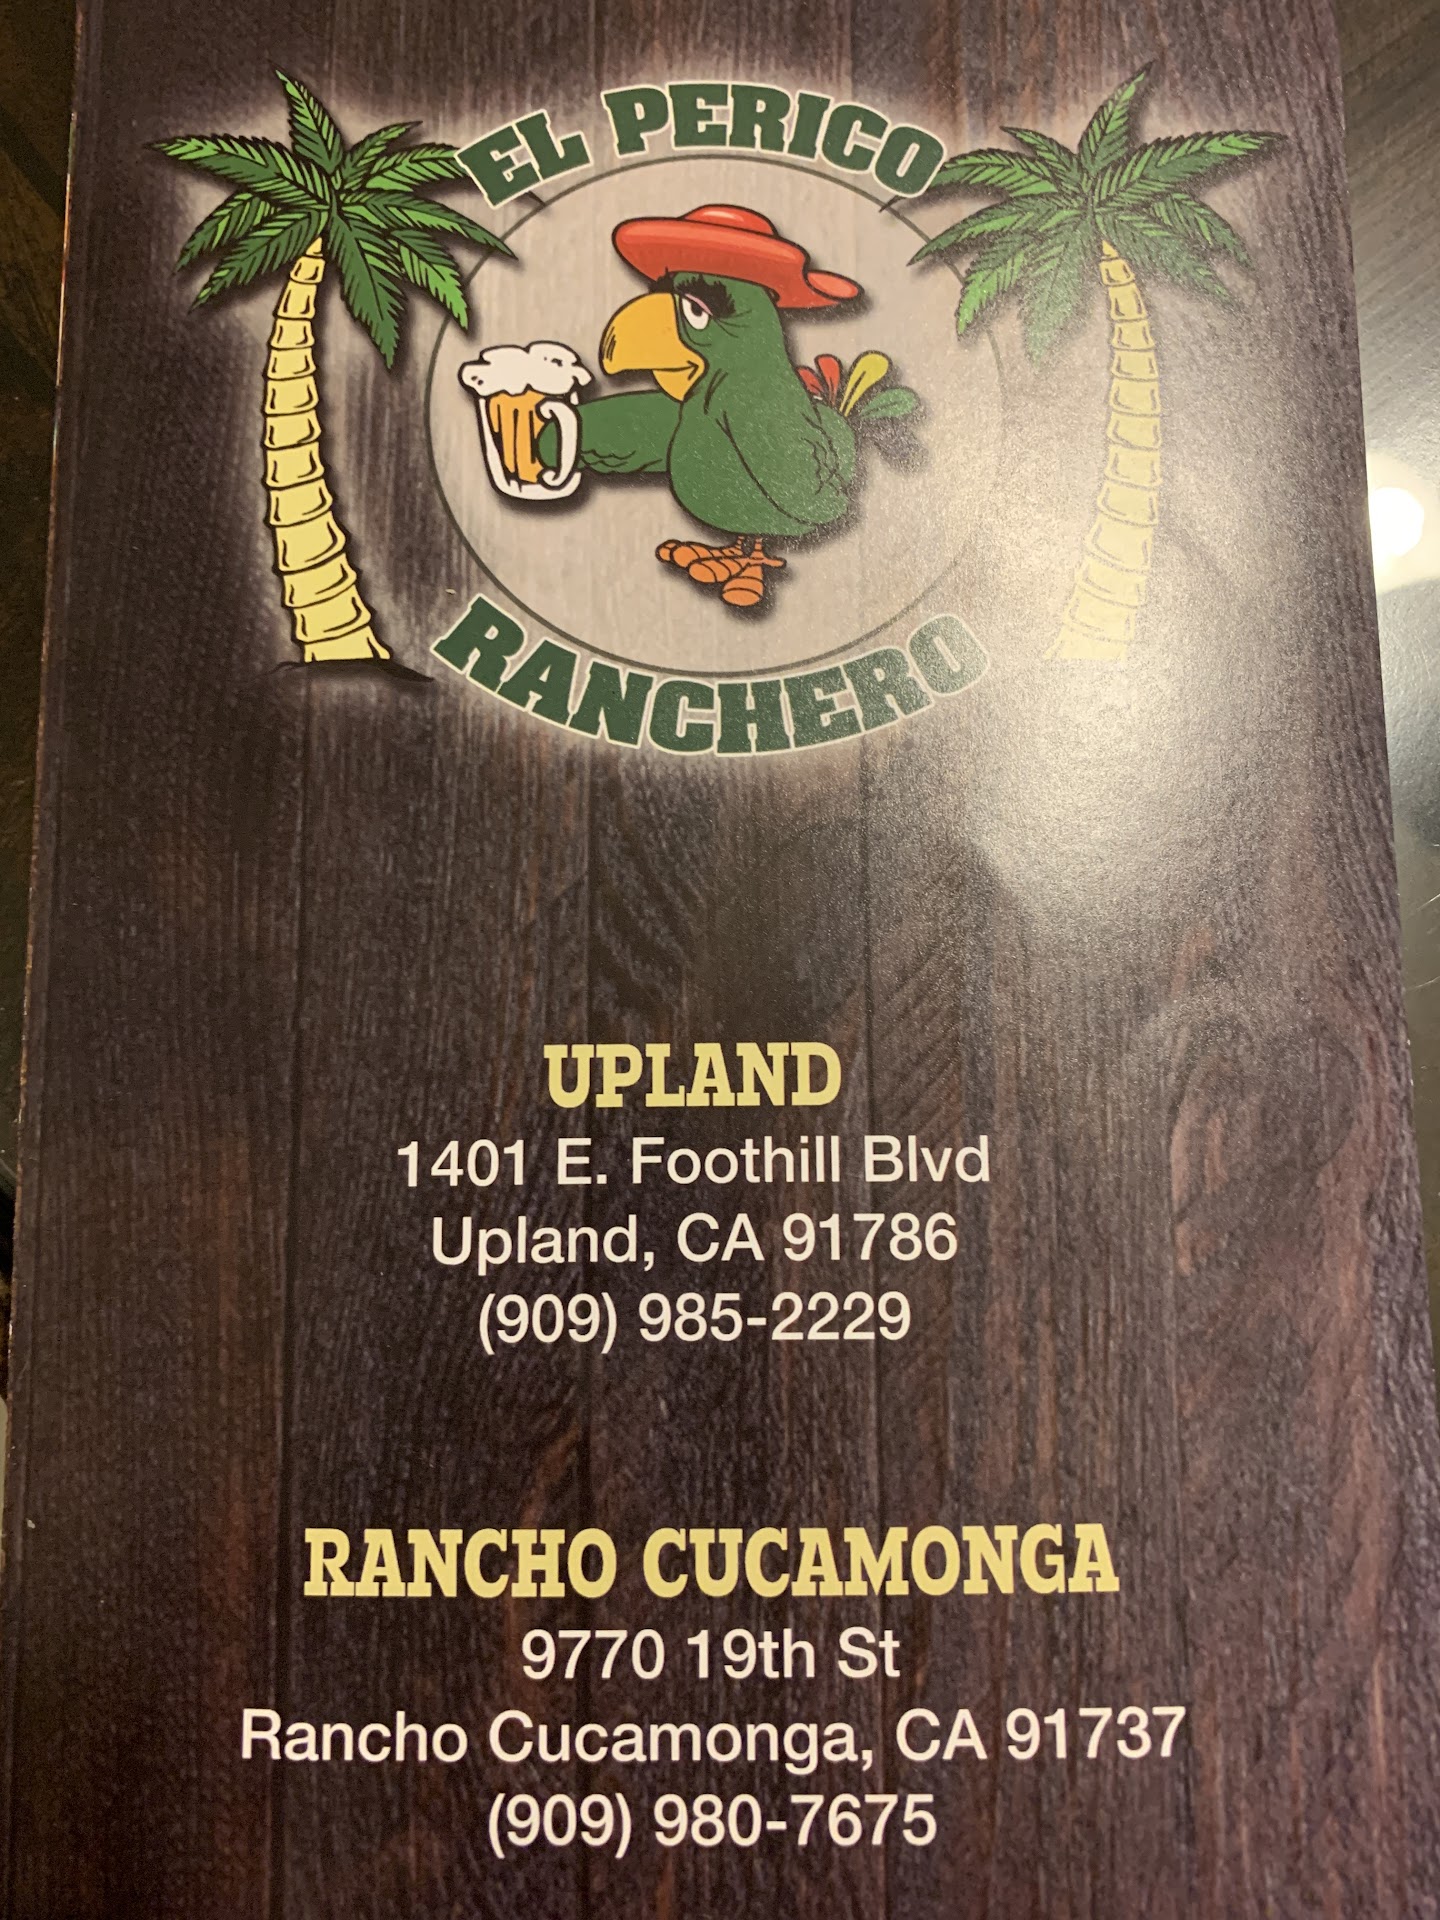 EL PERICO
RANCHERO
UPLAND
1401 E. Foothill Blvd
Upland, CA 91786
(909) 985-2229
RANCHO CUCAMONGA
9770 19th St
Rancho Cucamonga, CA 91737
(909) 980-7675